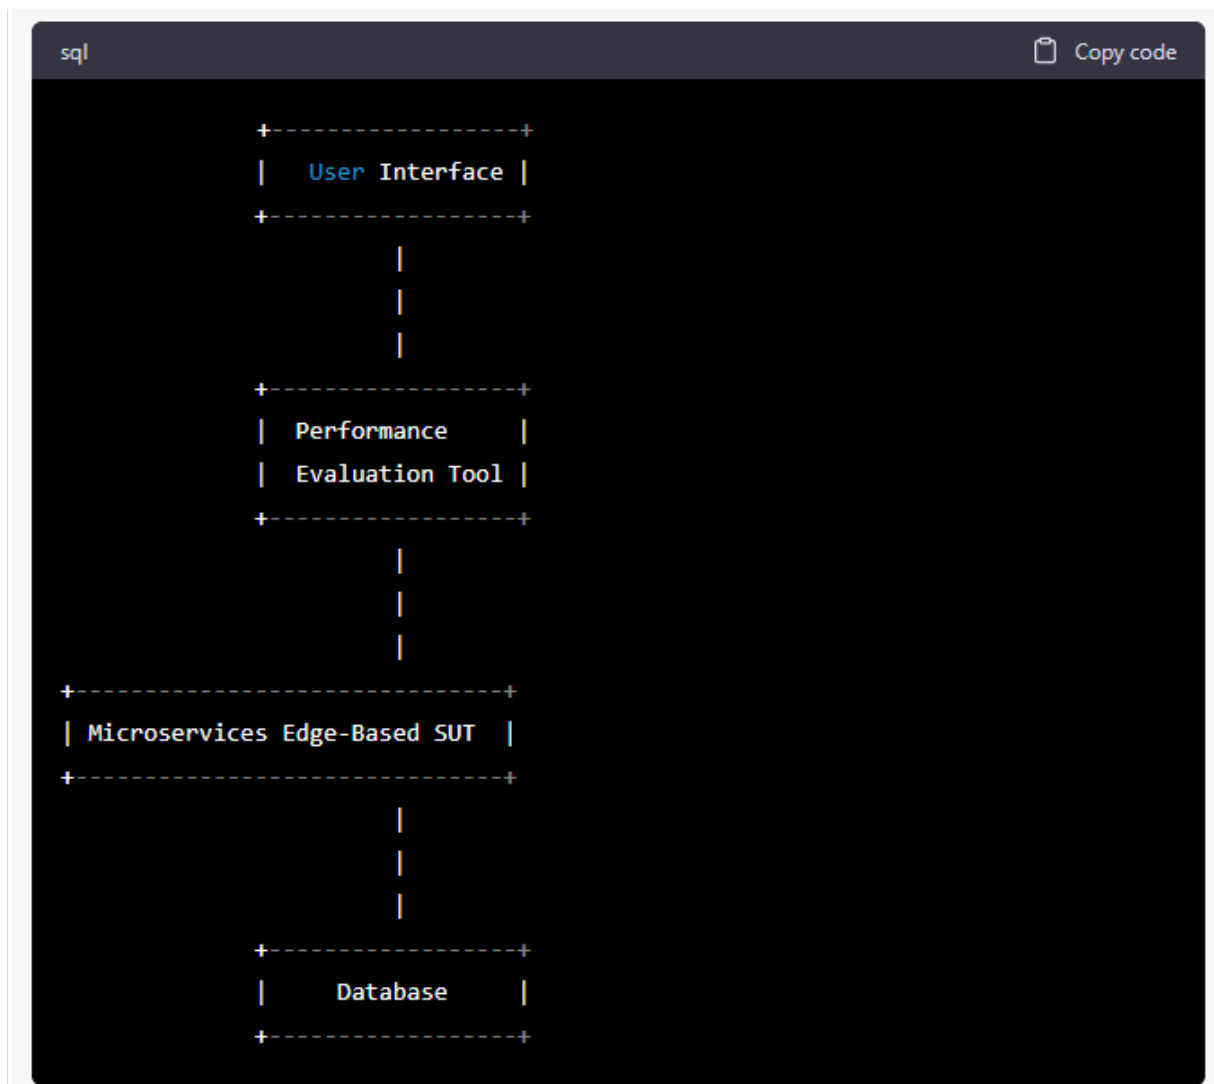 sql
Copy code
+------------------+
|   User Interface |
+------------------+
|
|
|
+------------------+
|  Performance     |
|  Evaluation Tool |
+------------------+
|
|
|
+-------------------------------+
| Microservices Edge-Based SUT  |
+-------------------------------+
|
|
|
+------------------+
|     Database     |
+------------------+